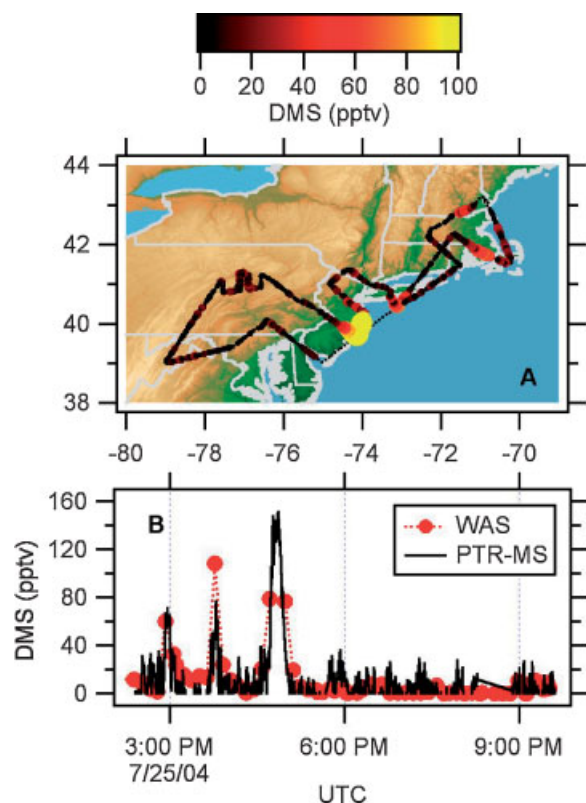 0 20 40 60 80 100
DMS (pptv)
44
42
40
38
A
-80 -78 -76 -74 -72 -70
160
120
80
40
0
DMS (pptv)
B
WAS
PTR-MS
3:00 PM 6:00 PM 9:00 PM
7/25/04
UTC